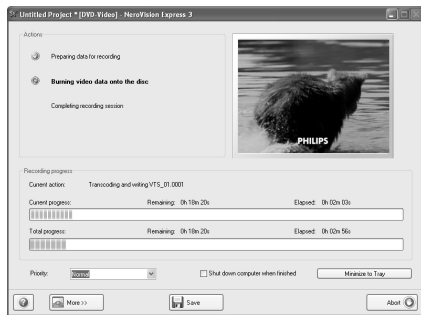 Untitled Project *[DVD-Video] - NeroVision Express 3
Actions
Preparing data for recording
Burning video data onto the disc
Completing recording session
PHILIPS
Recording progress
Current action: Transcoding and writing VTS_01.0001
Current progress: Remaining: 0h 18m 20s Elapsed: 0h 02m 03s
Total progress: Remaining: 0h 18m 20s Elapsed: 0h 02m 56s
Priority: Normal Shut down computer when finished Minimize to Tray
More >> Save Abort